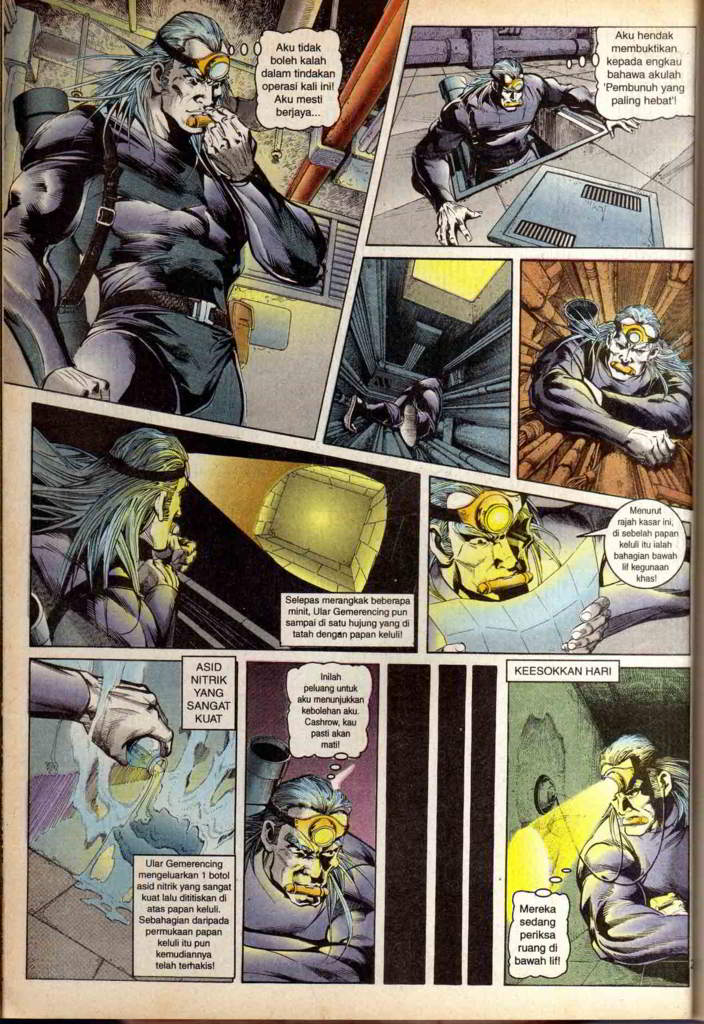 Aku tidak
boleh kalah
dalam tindakan
operasi kali ini!
Aku mesti
berjaya...
Aku hendak
membuktikan
kepada engkau
bahawa akulah
'Pembunuh yang
paling hebat'!
Selepas merangkak beberapa
minit, Ular Gemerencing pun
sampai di satu hujung yang di
tatah dengan papan keluli!
Menurut
rajah kasar ini,
di sebelah papan
keluli itu ialah
bahagian bawah
lif kegunaan
khas!
ASID
NITRIK
YANG
SANGAT
KUAT
Ular Gemerencing
mengeluarkan 1 botol
asid nitrik yang sangat
kuat lalu dititiskan di
atas papan keluli.
Sebahagian daripada
permukaan papan
keluli itu pun
kemudiannya
telah terhakis!
Inilah
peluang untuk
aku menunjukkan
kebolehan aku.
Cashrow, kau
pasti akan
mati!
KEESOKKAN HARI
Mereka
sedang
periksa
ruang di
bawah lif!